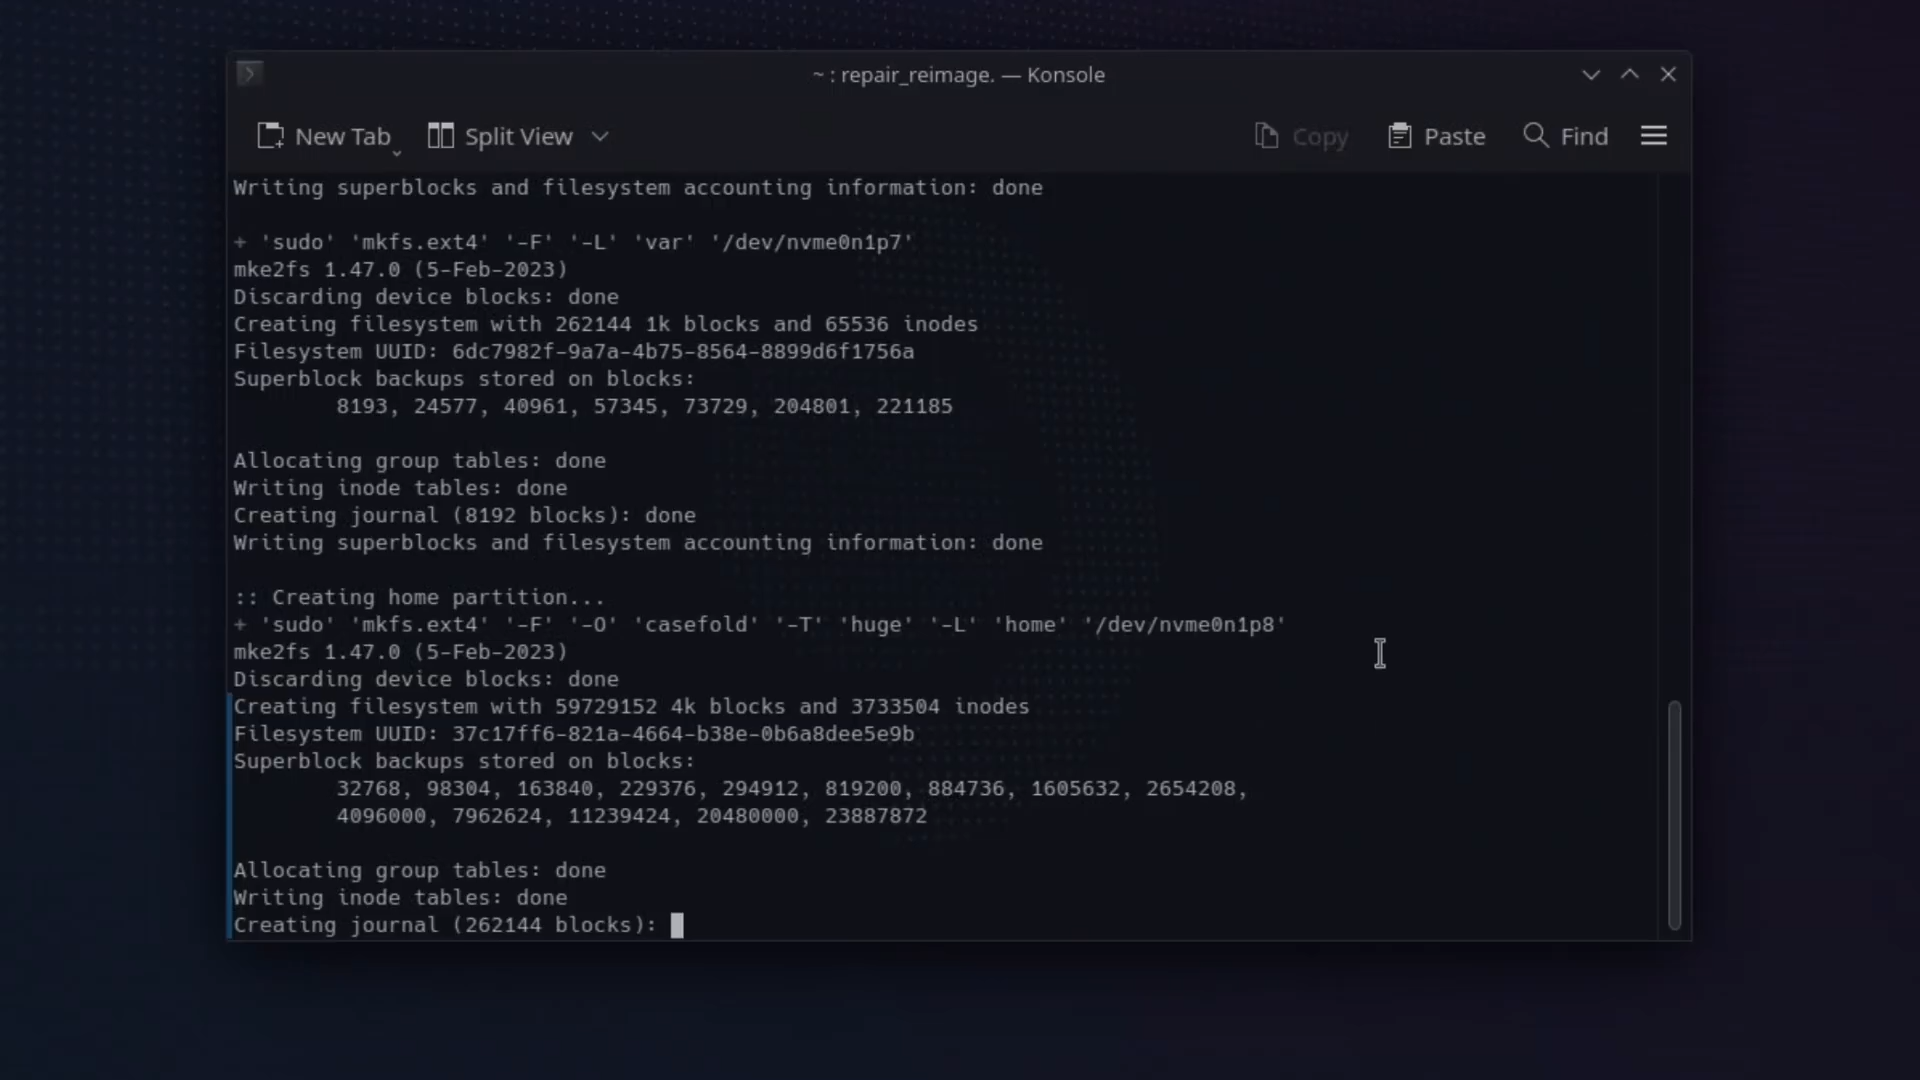 ~ : repair_reimage. — Konsole
New Tab
Split View
Copy
Paste
Find
Writing superblocks and filesystem accounting information: done
+ 'sudo' 'mkfs.ext4' '-F' '-L' 'var' '/dev/nvme0n1p7'
mke2fs 1.47.0 (5-Feb-2023)
Discarding device blocks: done
Creating filesystem with 262144 1k blocks and 65536 inodes
Filesystem UUID: 6dc7982f-9a7a-4b75-8564-8899d6f1756a
Superblock backups stored on blocks:
8193, 24577, 40961, 57345, 73729, 204801, 221185
Allocating group tables: done
Writing inode tables: done
Creating journal (8192 blocks): done
Writing superblocks and filesystem accounting information: done
:: Creating home partition...
+ 'sudo' 'mkfs.ext4' '-F' '-O' 'casefold' '-T' 'huge' '-L' 'home' '/dev/nvme0n1p8'
mke2fs 1.47.0 (5-Feb-2023)
Discarding device blocks: done
Creating filesystem with 59729152 4k blocks and 3733504 inodes
Filesystem UUID: 37c17ff6-821a-4664-b38e-0b6a8dee5e9b
Superblock backups stored on blocks:
32768, 98304, 163840, 229376, 294912, 819200, 884736, 1605632, 2654208,
4096000, 7962624, 11239424, 20480000, 23887872
Allocating group tables: done
Writing inode tables: done
Creating journal (262144 blocks):